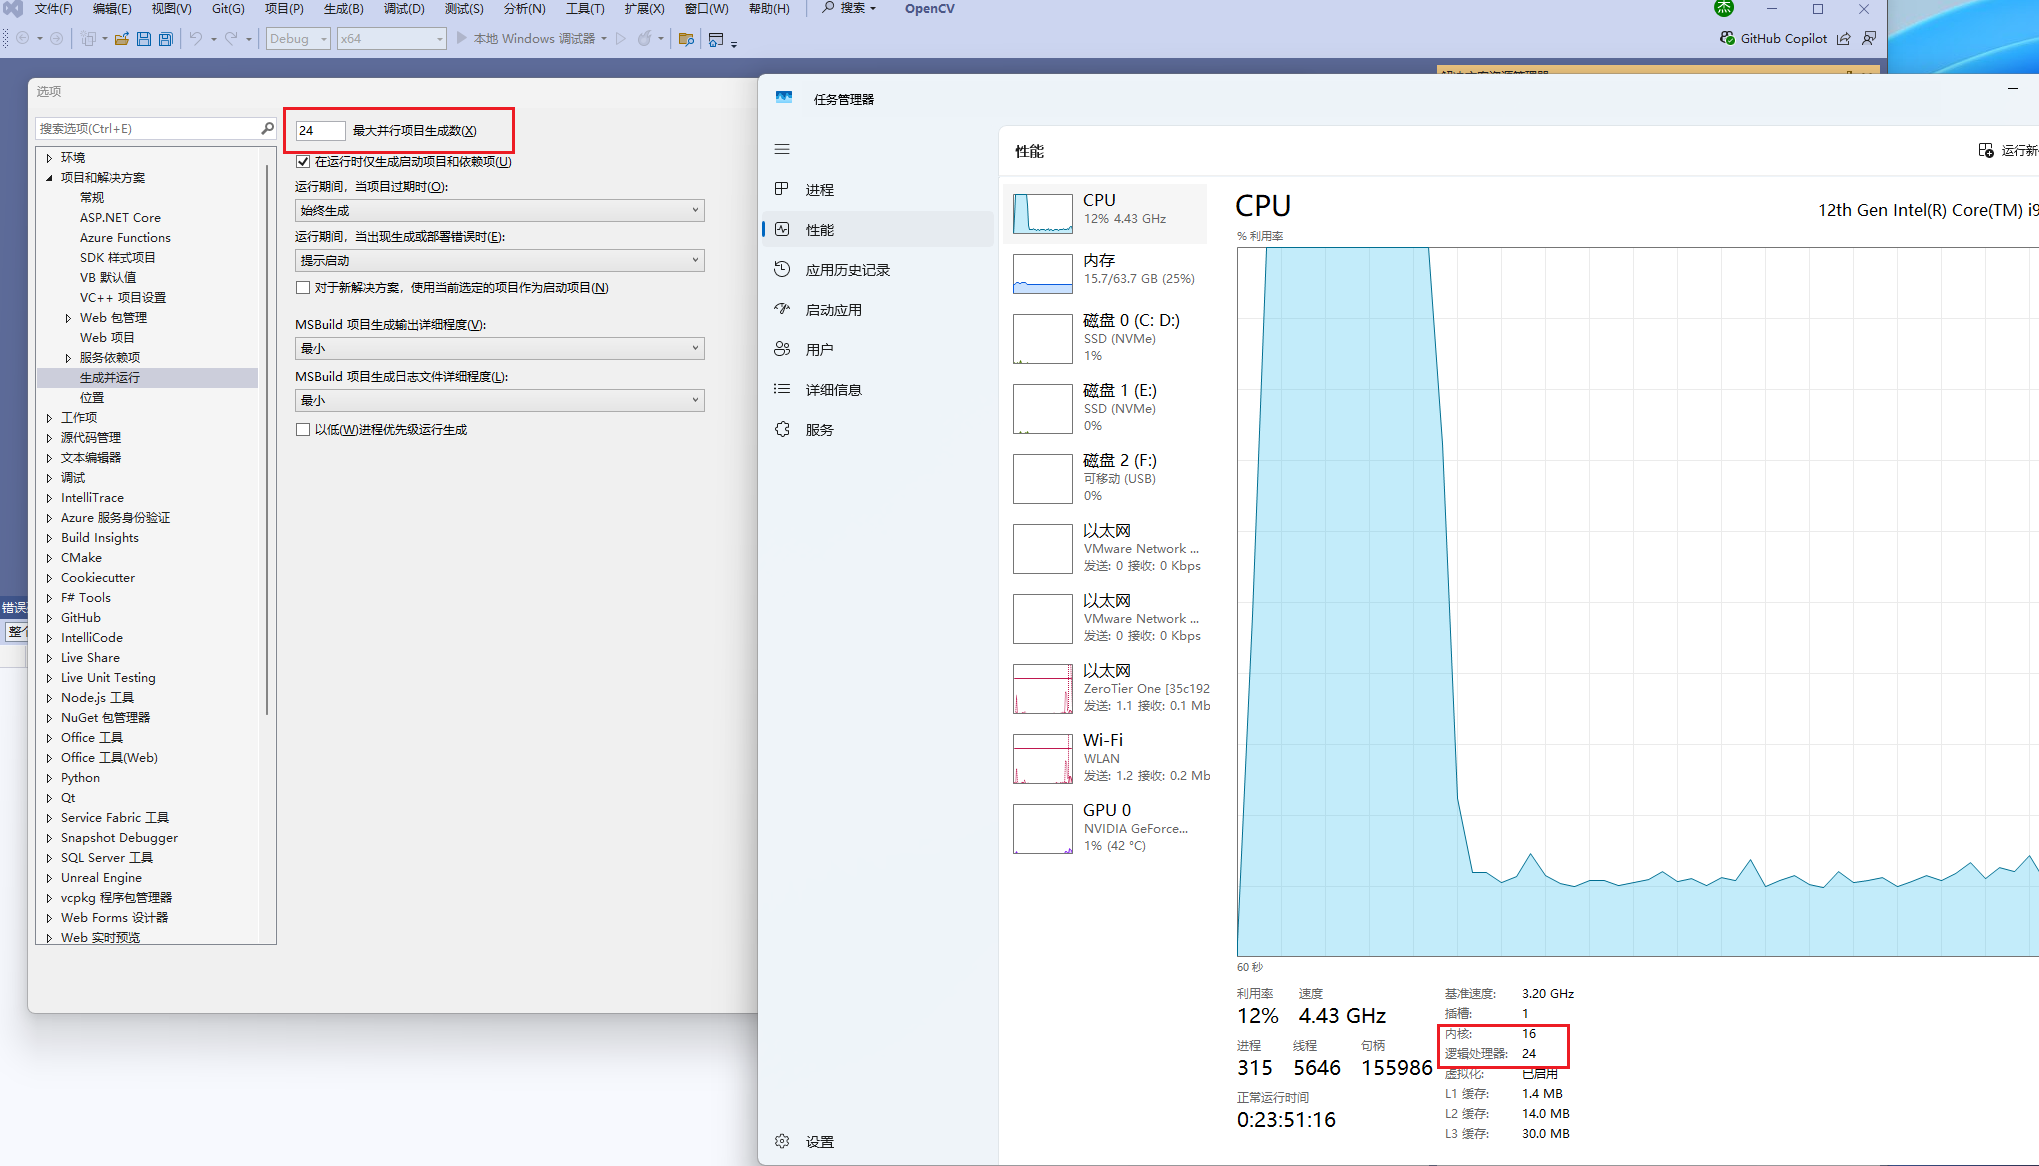 文件(F) 编辑(E) 视图(V) Git(G) 项目(P) 生成(B) 调试(D) 测试(S) 分析(N) 工具(T) 扩展(X) 窗口(W) 帮助(H) 搜索 OpenCV 杰
Debug x64 本地 Windows 调试器 GitHub Copilot
选项
搜索选项(Ctrl+E)
环境
项目和解决方案
常规
ASP.NET Core
Azure Functions
SDK 样式项目
VB 默认值
VC++ 项目设置
Web 包管理
Web 项目
服务依赖项
生成并运行
位置
工作项
源代码管理
文本编辑器
调试
IntelliTrace
Azure 服务身份验证
Build Insights
CMake
Cookiecutter
F# Tools
GitHub
IntelliCode
Live Share
Live Unit Testing
Node.js 工具
NuGet 包管理器
Office 工具
Office 工具(Web)
Python
Qt
Service Fabric 工具
Snapshot Debugger
SQL Server 工具
Unreal Engine
vcpkg 程序包管理器
Web Forms 设计器
Web 实时预览
错误
整个
24 最大并行项目生成数(X)
在运行时仅生成启动项目和依赖项(U)
运行期间，当项目过期时(O):
始终生成
运行期间，当出现生成或部署错误时(E):
提示启动
对于新解决方案，使用当前选定的项目作为启动项目(N)
MSBuild 项目生成输出详细程度(V):
最小
MSBuild 项目生成日志文件详细程度(L):
最小
以低(W)进程优先级运行生成
任务管理器
进程
性能
应用历史记录
启动应用
用户
详细信息
服务
设置
性能
运行新
CPU
12% 4.43 GHz
内存
15.7/63.7 GB (25%)
磁盘 0 (C: D:)
SSD (NVMe)
1%
磁盘 1 (E:)
SSD (NVMe)
0%
磁盘 2 (F:)
可移动 (USB)
0%
以太网
VMware Network ...
发送: 0 接收: 0 Kbps
以太网
VMware Network ...
发送: 0 接收: 0 Kbps
以太网
ZeroTier One [35c192
发送: 1.1 接收: 0.1 Mb
Wi-Fi
WLAN
发送: 1.2 接收: 0.2 Mb
GPU 0
NVIDIA GeForce...
1% (42 °C)
CPU
12th Gen Intel(R) Core(TM) i9
% 利用率
60 秒
利用率 速度
12% 4.43 GHz
进程 线程 句柄
315 5646 155986
正常运行时间
0:23:51:16
基准速度: 3.20 GHz
插槽: 1
内核: 16
逻辑处理器: 24
虚拟化: 已启用
L1 缓存: 1.4 MB
L2 缓存: 14.0 MB
L3 缓存: 30.0 MB